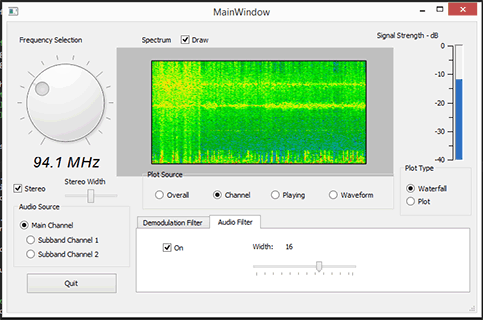 MainWindow
Frequency Selection
Spectrum
Draw
Signal Strength - dB
0
-10
-20
-30
-40
94.1 MHz
Stereo
Stereo Width
Plot Source
Overall
Channel
Playing
Waveform
Plot Type
Waterfall
Plot
Audio Source
Main Channel
Subband Channel 1
Subband Channel 2
Quit
Demodulation Filter
Audio Filter
On
Width:
16